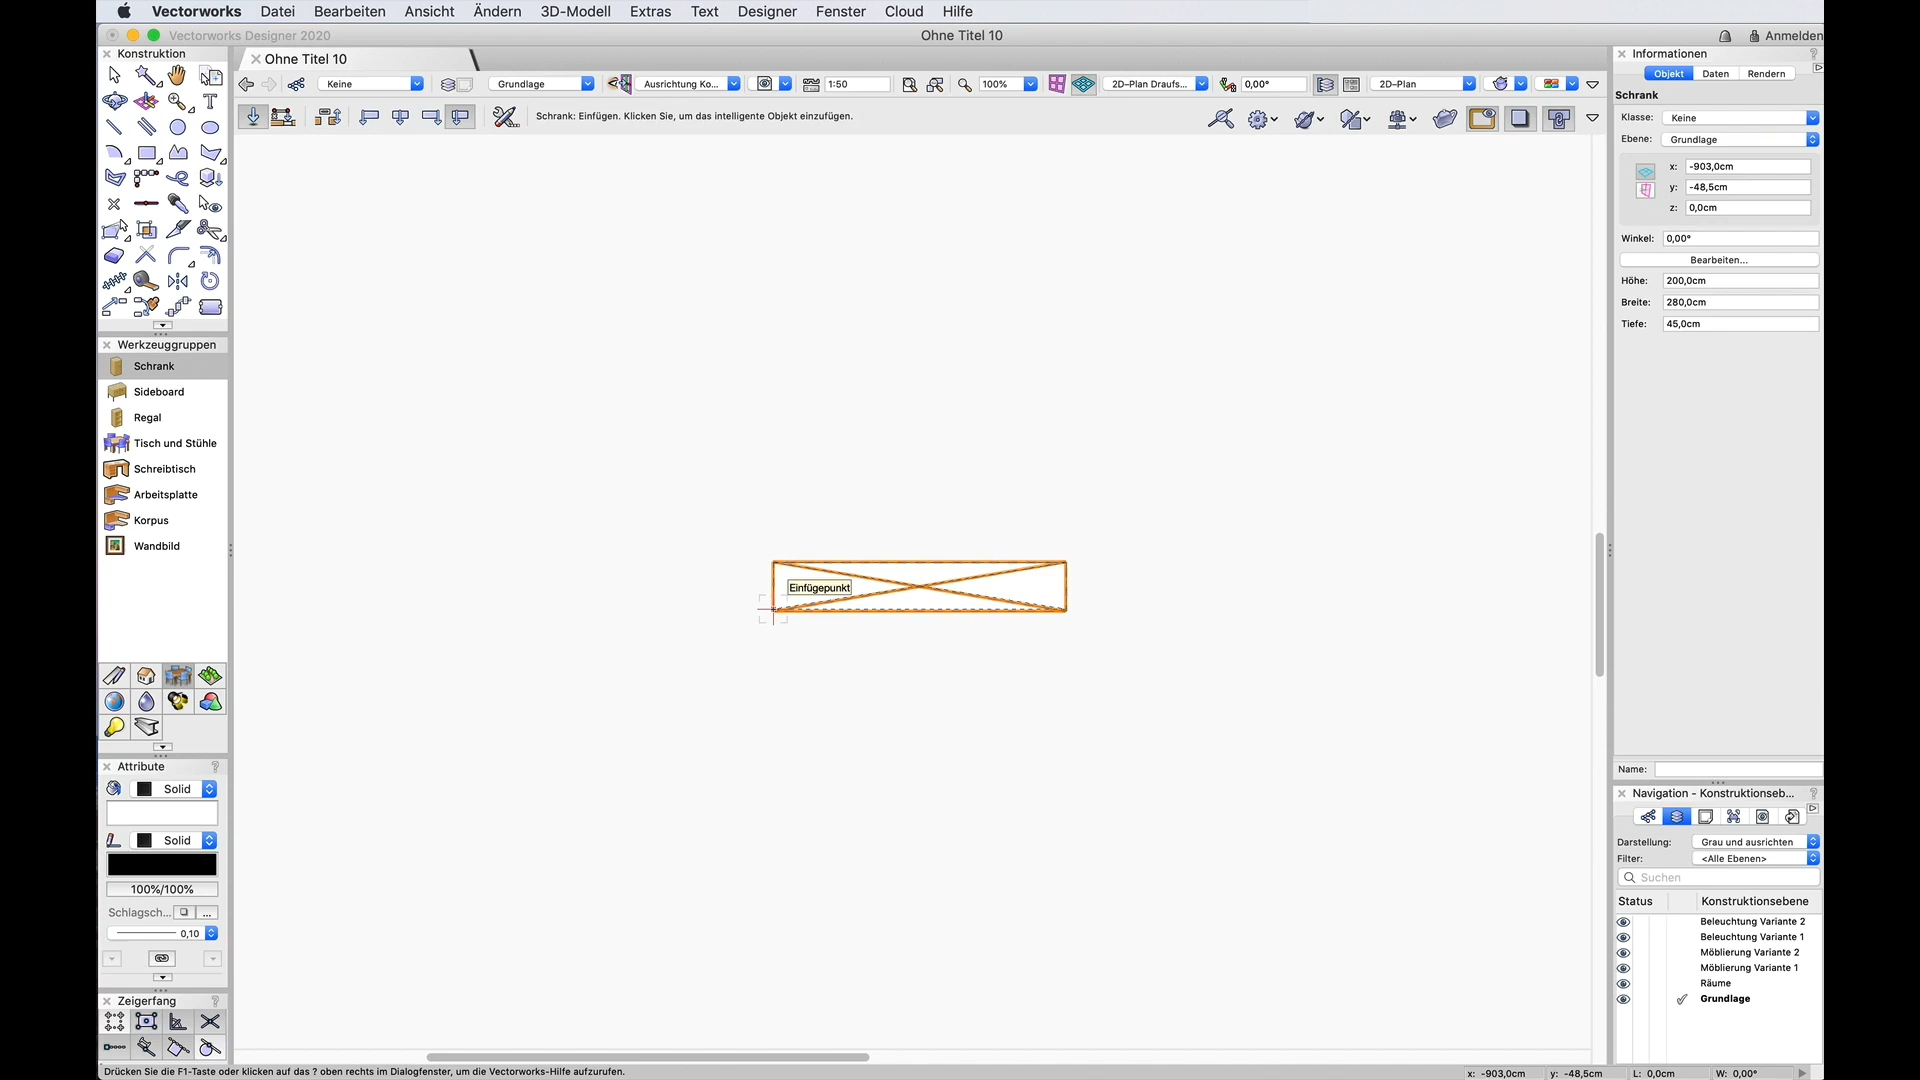 Vectorworks Datei Bearbeiten Ansicht Ändern 3D-Modell Extras Text Designer Fenster Cloud Hilfe
Vectorworks Designer 2020
Ohne Titel 10
Anmelden
Konstruktion
Ohne Titel 10
Informationen
?
Keine
Grundlage
Ausrichtung Ko...
1:50
100%
2D-Plan Draufs...
0,00°
2D-Plan
Objekt Daten Rendern
Schrank: Einfügen. Klicken Sie, um das intelligente Objekt einzufügen.
Schrank
Klasse: Keine
Ebene: Grundlage
x: -903,0cm
y: -48,5cm
z: 0,0cm
Winkel: 0,00°
Bearbeiten...
Höhe: 200,0cm
Breite: 280,0cm
Tiefe: 45,0cm
Werkzeuggruppen
Schrank
Sideboard
Regal
Tisch und Stühle
Schreibtisch
Arbeitsplatte
Korpus
Wandbild
Einfügepunkt
Attribute ?
Solid
Solid
100%/100%
Schlagsch... ...
0,10
Zeigerfang ?
Name:
Navigation - Konstruktionseb... ?
Darstellung: Grau und ausrichten
Filter: <Alle Ebenen>
Suchen
Status Konstruktionsebene
Beleuchtung Variante 2
Beleuchtung Variante 1
Möblierung Variante 2
Möblierung Variante 1
Räume
Grundlage
Drücken Sie die F1-Taste oder klicken auf das ? oben rechts im Dialogfenster, um die Vectorworks-Hilfe aufzurufen.
x: -903,0cm y: -48,5cm L: 0,0cm W: 0,00°